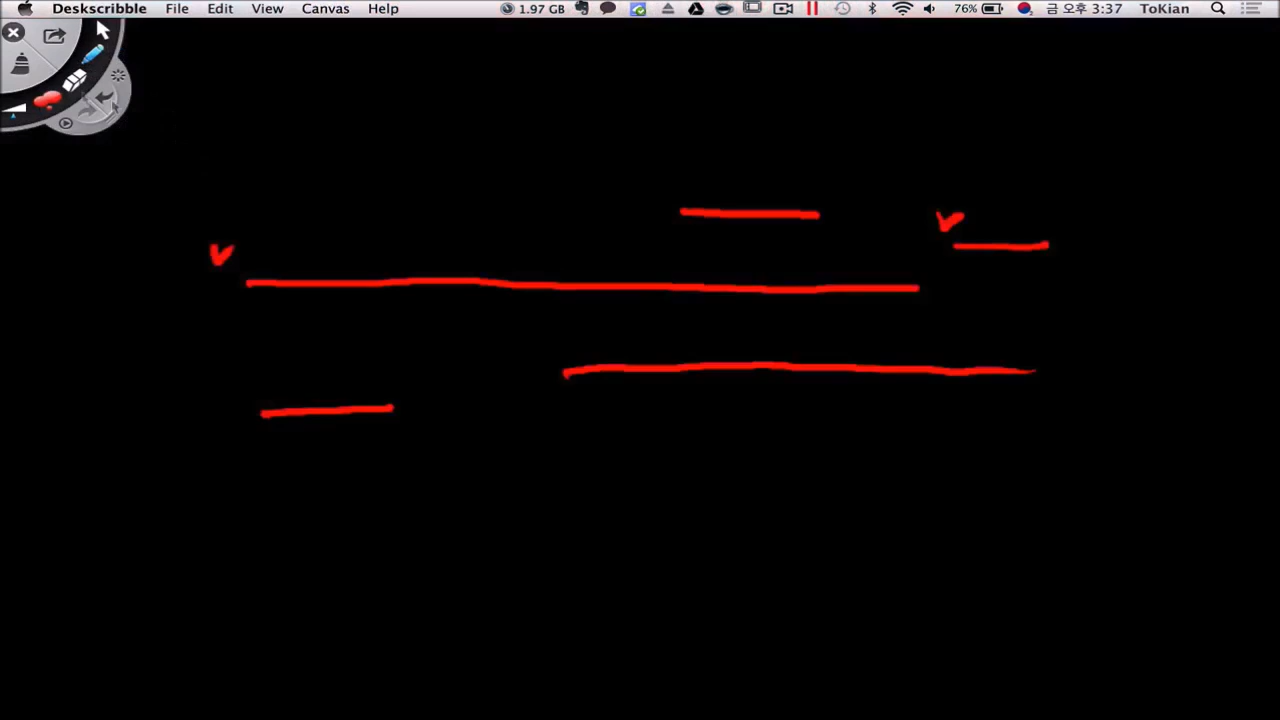 Deskscribble File Edit View Canvas Help 1.97 GB 76% 금 오후 3:37 ToKian